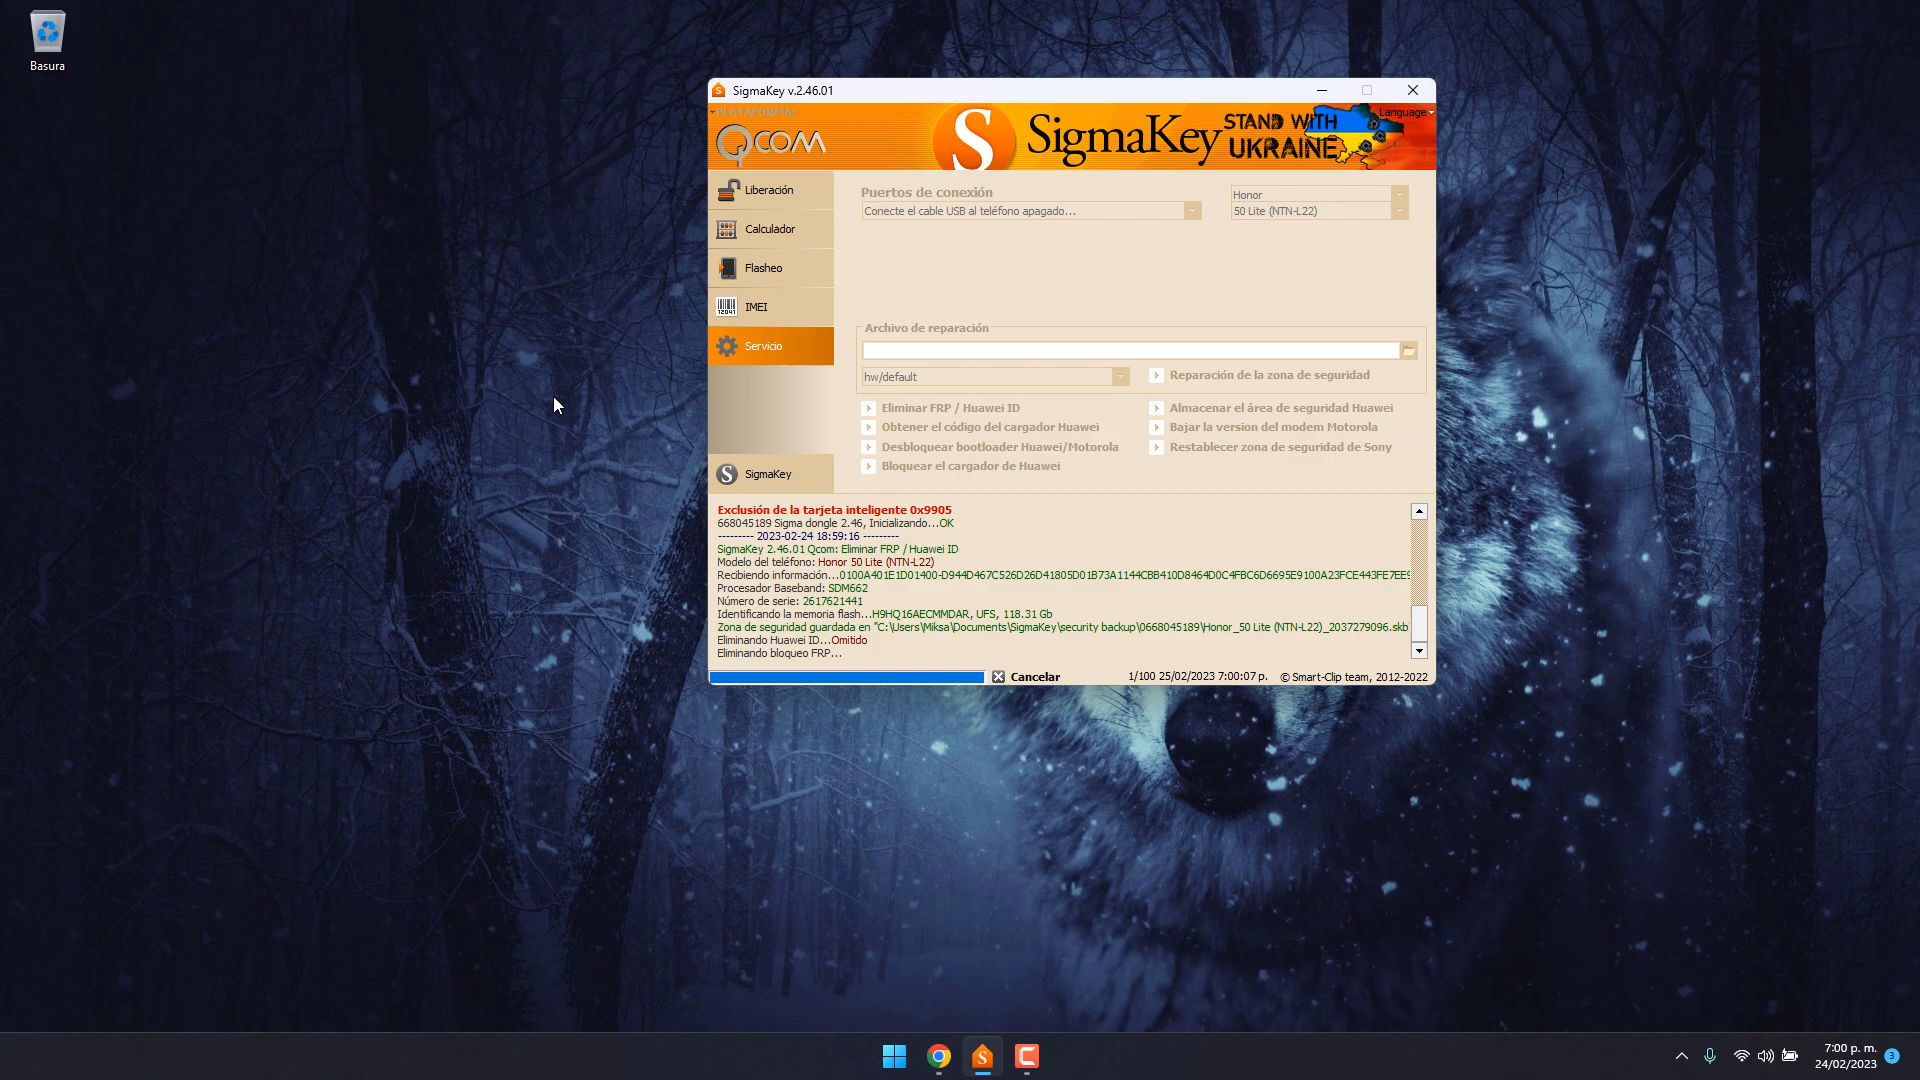 Basura
SigmaKey v.2.46.01
PLATAFORMA:
QCOM
S
SigmaKey
STAND WITH
UKRAINE
Language
Liberación
Calculador
Flasheo
IMEI
Servicio
SigmaKey
Puertos de conexión
Conecte el cable USB al teléfono apagado...
Honor
50 Lite (NTN-L22)
Archivo de reparación
hw/default
Reparación de la zona de seguridad
Eliminar FRP / Huawei ID
Almacenar el área de seguridad Huawei
Obtener el código del cargador Huawei
Bajar la version del modem Motorola
Desbloquear bootloader Huawei/Motorola
Restablecer zona de seguridad de Sony
Bloquear el cargador de Huawei
Exclusión de la tarjeta inteligente 0x9905
668045189 Sigma dongle 2.46, Inicializando...OK
--------- 2023-02-24 18:59:16 ---------
SigmaKey 2.46.01 Qcom: Eliminar FRP / Huawei ID
Modelo del teléfono: Honor 50 Lite (NTN-L22)
Recibiendo información...0100A401E1D01400-D944D467C526D26D41805D01B73A1144CBB410D8464D0C4FBC6D6695E9100A23FCE443FE7EE9
Procesador Baseband: SDM662
Número de serie: 2617621441
Identificando la memoria flash...H9HQ16AECMMDAR, UFS, 118.31 Gb
Zona de seguridad guardada en "C:\Users\Miksa\Documents\SigmaKey\security backup\0668045189\Honor_50 Lite (NTN-L22)_2037279096.skb
Eliminando Huawei ID...Omitido
Eliminando bloqueo FRP...
Cancelar
1/100 25/02/2023 7:00:07 p.
© Smart-Clip team, 2012-2022
7:00 p. m.
24/02/2023
3